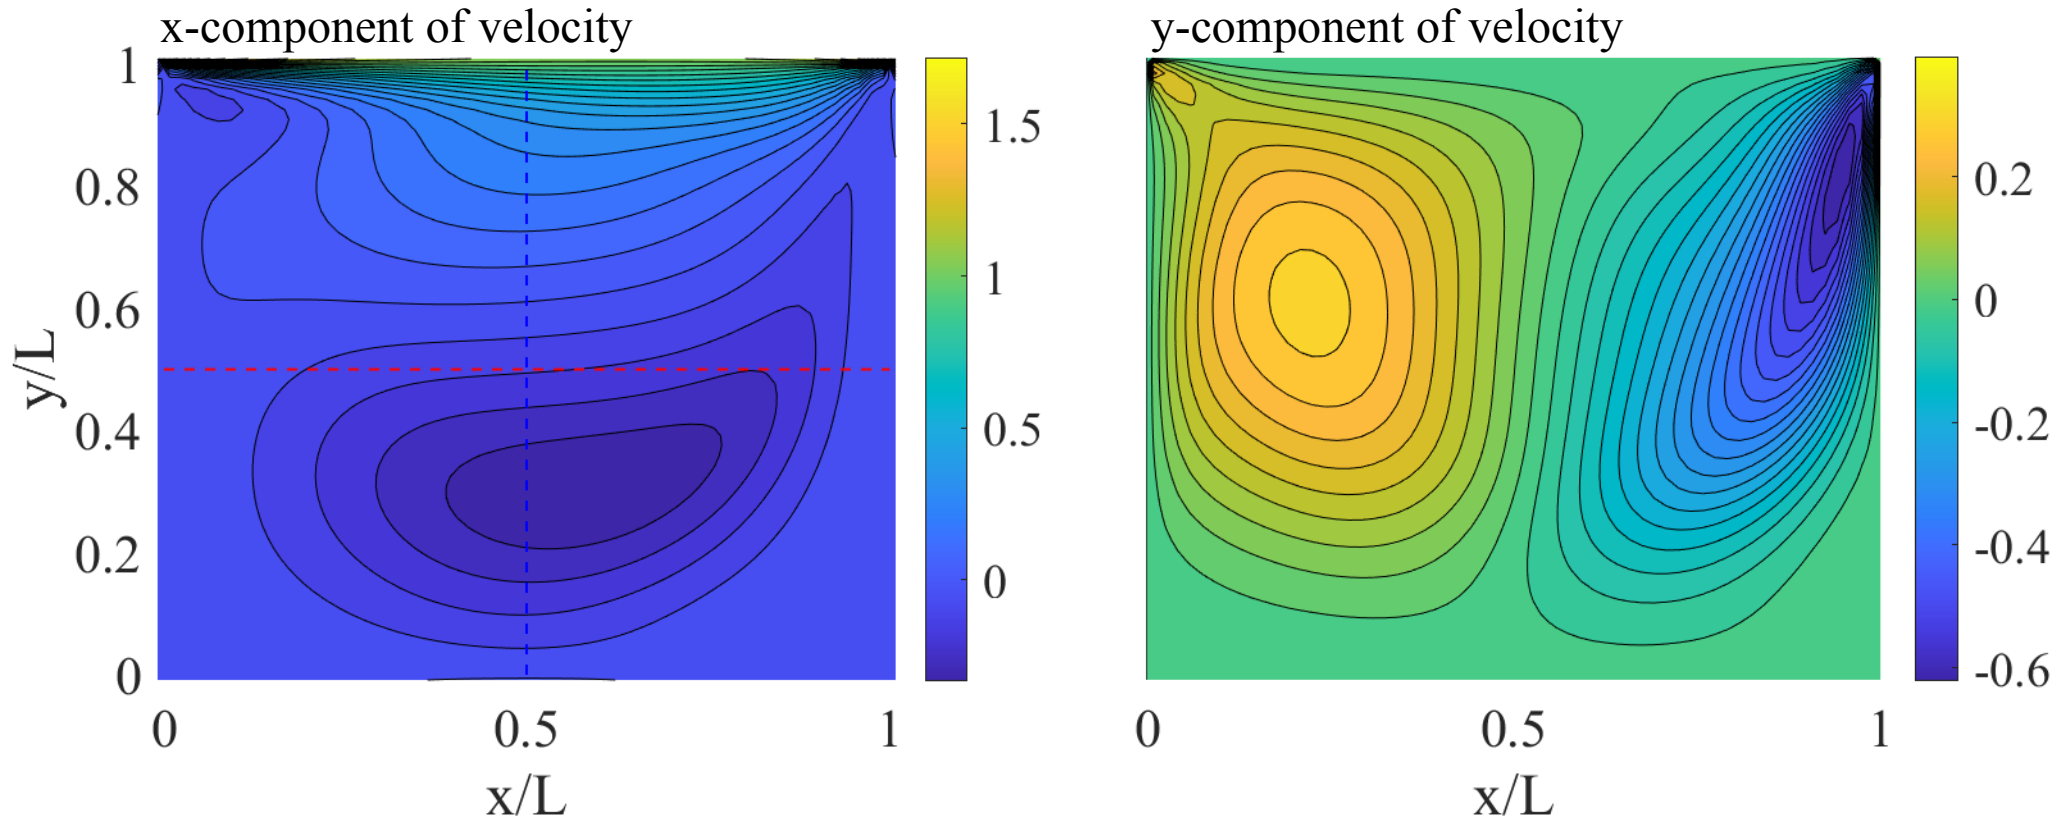 x-component of velocity
1
0.8
0.6
0.4
0.2
0
y/L
0 0.5 1
x/L
1.5
1
0.5
0
y-component of velocity
0 0.5 1
x/L
0.2
0
-0.2
-0.4
-0.6